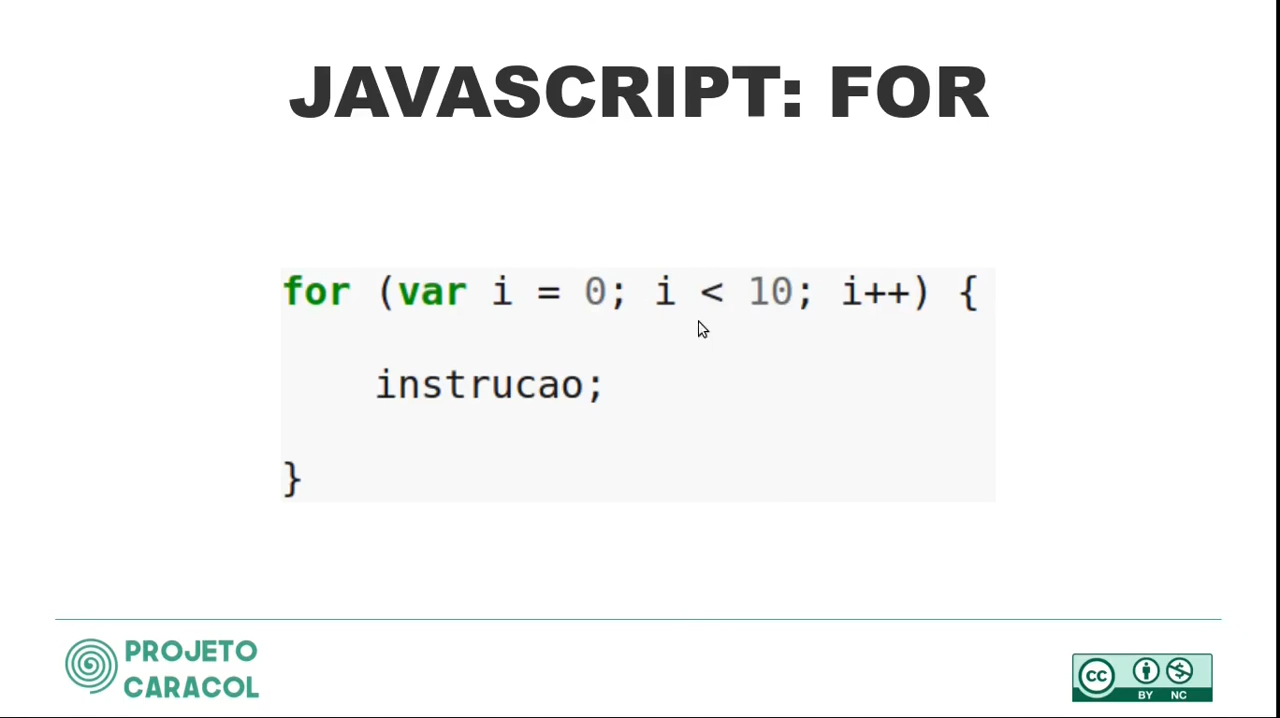 JAVASCRIPT: FOR
for (var i = 0; i < 10; i++) {
instrucao;
}
PROJETO
CARACOL
CC
BY NC